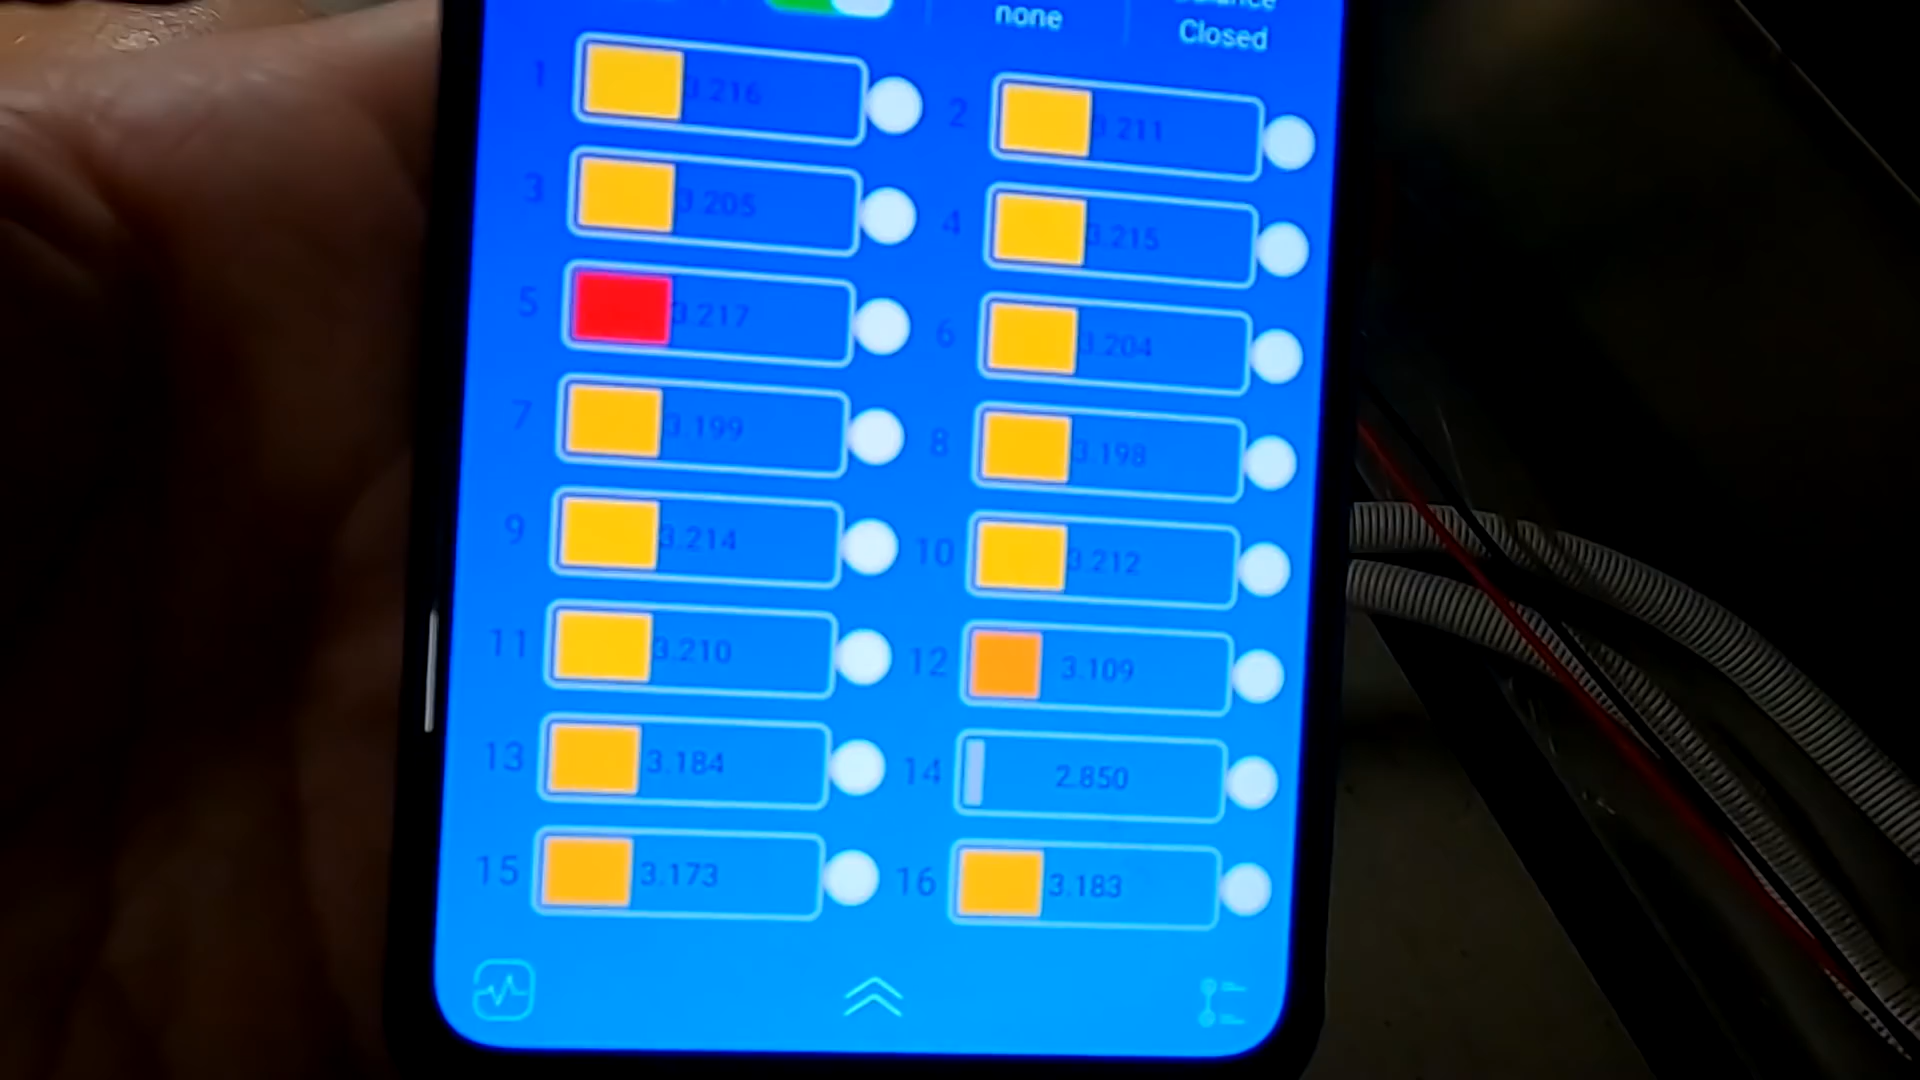 none
Closed
1 3.216 2 3.211
3 3.205 4 3.215
5 3.217 6 3.204
7 3.199 8 3.198
9 3.214 10 3.212
11 3.210 12 3.109
13 3.184 14 2.850
15 3.173 16 3.183